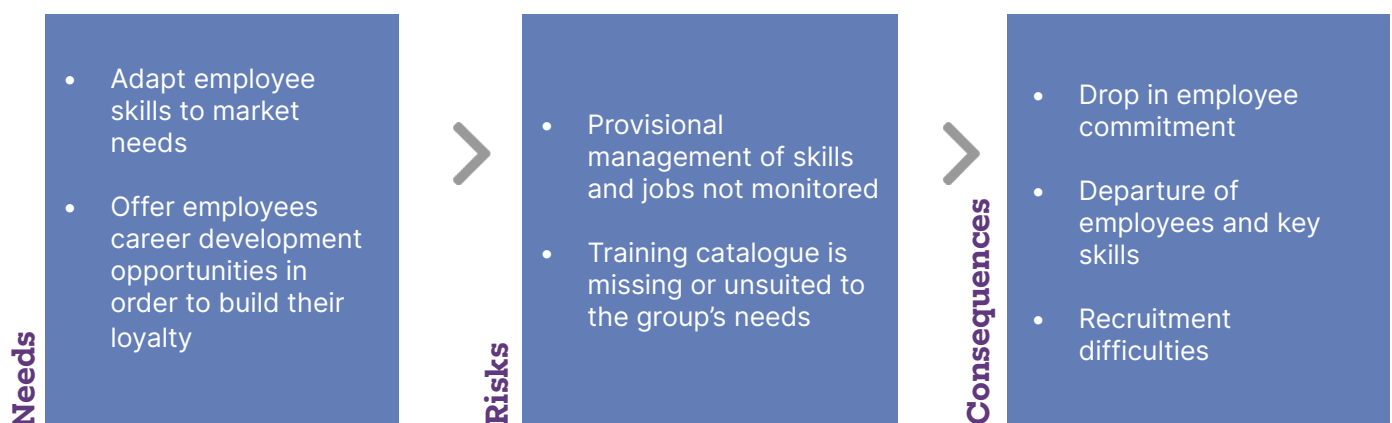 Needs
• Adapt employee
skills to market
needs
• Offer employees
career development
opportunities in
order to build their
loyalty
Risks
• Provisional
management of skills
and jobs not monitored
• Training catalogue is
missing or unsuited to
the group’s needs
Consequences
• Drop in employee
commitment
• Departure of
employees and key
skills
• Recruitment
difficulties